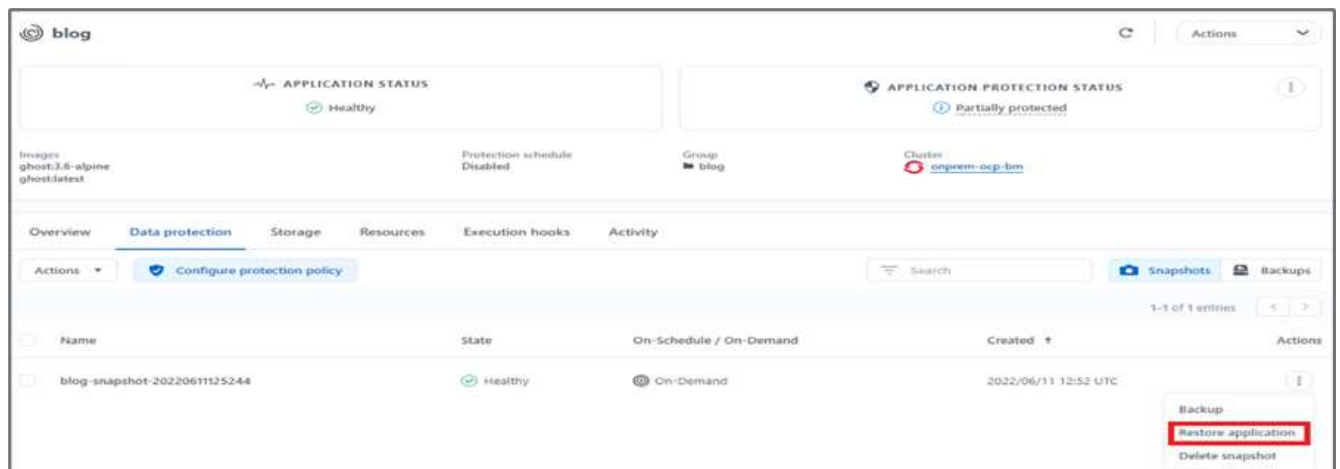 blog
Actions
APPLICATION STATUS
Healthy
APPLICATION PROTECTION STATUS
Partially protected
Images
ghost:3.6-alpine
ghost:latest
Protection schedule
Disabled
Group
blog
Cluster
onprem-ocp-bm
Overview Data protection Storage Resources Execution hooks Activity
Actions Configure protection policy Search Snapshots Backups
1-1 of 1 entries
Name State On-Schedule / On-Demand Created Actions
blog-snapshot-20220611125244 Healthy On-Demand 2022/06/11 12:52 UTC
Backup
Restore application
Delete snapshot